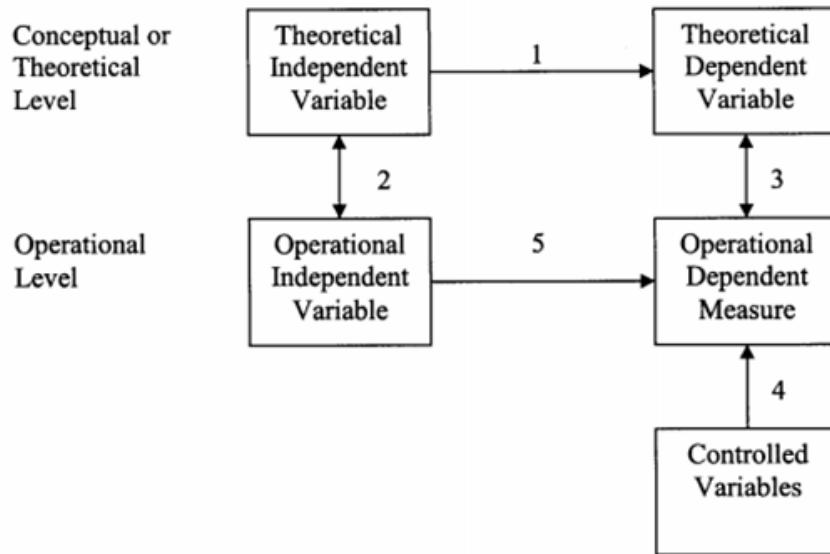 Conceptual or
Theoretical
Level
Theoretical
Independent
Variable
1
Theoretical
Dependent
Variable
2
3
Operational
Level
Operational
Independent
Variable
5
Operational
Dependent
Measure
4
Controlled
Variables